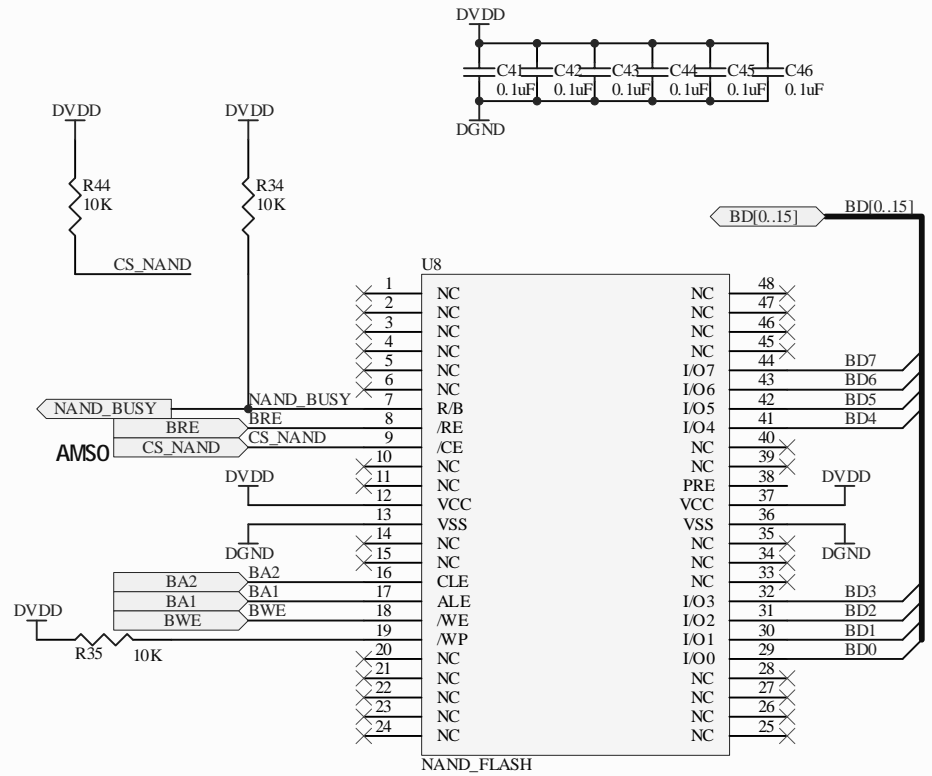 DVDD
C41 C42 C43 C44 C45 C46
0.1uF 0.1uF 0.1uF 0.1uF 0.1uF 0.1uF
DGND
DVDD DVDD
R44 R34
10K 10K
CS_NAND
BD[0..15] BD[0..15]
U8
1 NC NC 48
2 NC NC 47
3 NC NC 46
4 NC NC 45
5 NC I/O7 44 BD7
6 NC I/O6 43 BD6
NAND_BUSY NAND_BUSY 7 R/B I/O5 42 BD5
BRE BRE 8 /RE I/O4 41 BD4
AMS0 CS_NAND CS_NAND 9 /CE NC 40
10 NC NC 39
DVDD 11 NC PRE 38 DVDD
12 VCC VCC 37
13 VSS VSS 36
DGND 14 NC NC 35 DGND
15 NC NC 34
BA2 BA2 16 CLE NC 33
BA1 BA1 17 ALE I/O3 32 BD3
DVDD BWE BWE 18 /WE I/O2 31 BD2
R35 10K 19 /WP I/O1 30 BD1
20 NC I/O0 29 BD0
21 NC NC 28
22 NC NC 27
23 NC NC 26
24 NC NC 25
NAND_FLASH